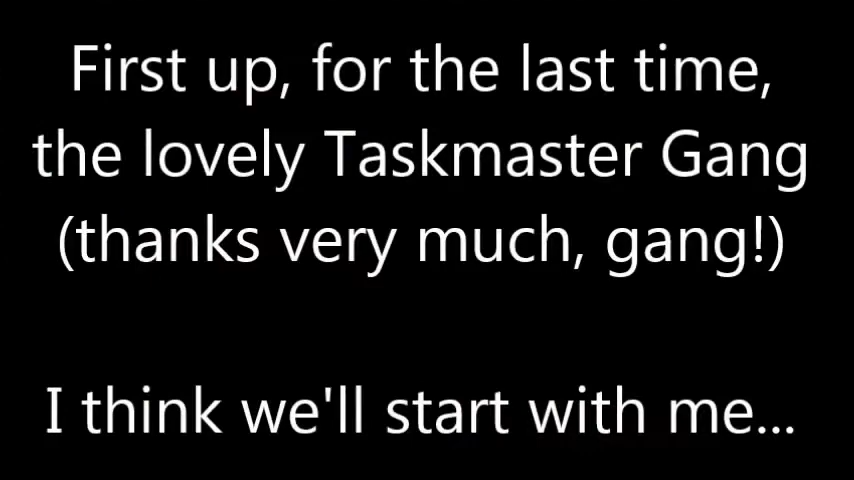 First up, for the last time,
the lovely Taskmaster Gang
(thanks very much, gang!)
I think we'll start with me...